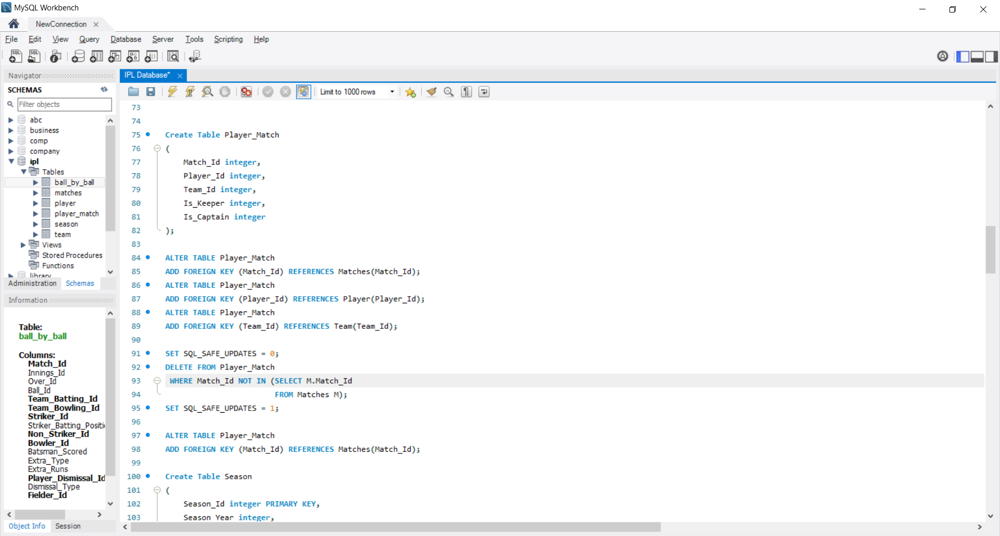 MySQL Workbench
NewConnection
File Edit View Query Database Server Tools Scripting Help
Navigator
SCHEMAS
Filter objects
abc
business
comp
company
ipl
Tables
ball_by_ball
matches
player
player_match
season
team
Views
Stored Procedures
Functions
library
Administration Schemas
Information
Table:
ball_by_ball
Columns:
Match_Id
Innings_Id
Over_Id
Ball_Id
Team_Batting_Id
Team_Bowling_Id
Striker_Id
Striker_Batting_Positi
Non_Striker_Id
Bowler_Id
Batsman_Scored
Extra_Type
Extra_Runs
Player_Dismissal_Id
Dismissal_Type
Fielder_Id
Object Info Session
IPL Database*
Limit to 1000 rows
73
74
75 Create Table Player_Match
76 (
77 Match_Id integer,
78 Player_Id integer,
79 Team_Id integer,
80 Is_Keeper integer,
81 Is_Captain integer
82 );
83
84 ALTER TABLE Player_Match
85 ADD FOREIGN KEY (Match_Id) REFERENCES Matches(Match_Id);
86 ALTER TABLE Player_Match
87 ADD FOREIGN KEY (Player_Id) REFERENCES Player(Player_Id);
88 ALTER TABLE Player_Match
89 ADD FOREIGN KEY (Team_Id) REFERENCES Team(Team_Id);
90
91 SET SQL_SAFE_UPDATES = 0;
92 DELETE FROM Player_Match
93 WHERE Match_Id NOT IN (SELECT M.Match_Id
94 FROM Matches M);
95 SET SQL_SAFE_UPDATES = 1;
96
97 ALTER TABLE Player_Match
98 ADD FOREIGN KEY (Match_Id) REFERENCES Matches(Match_Id);
99
100 Create Table Season
101 (
102 Season_Id integer PRIMARY KEY,
103 Season_Year integer,